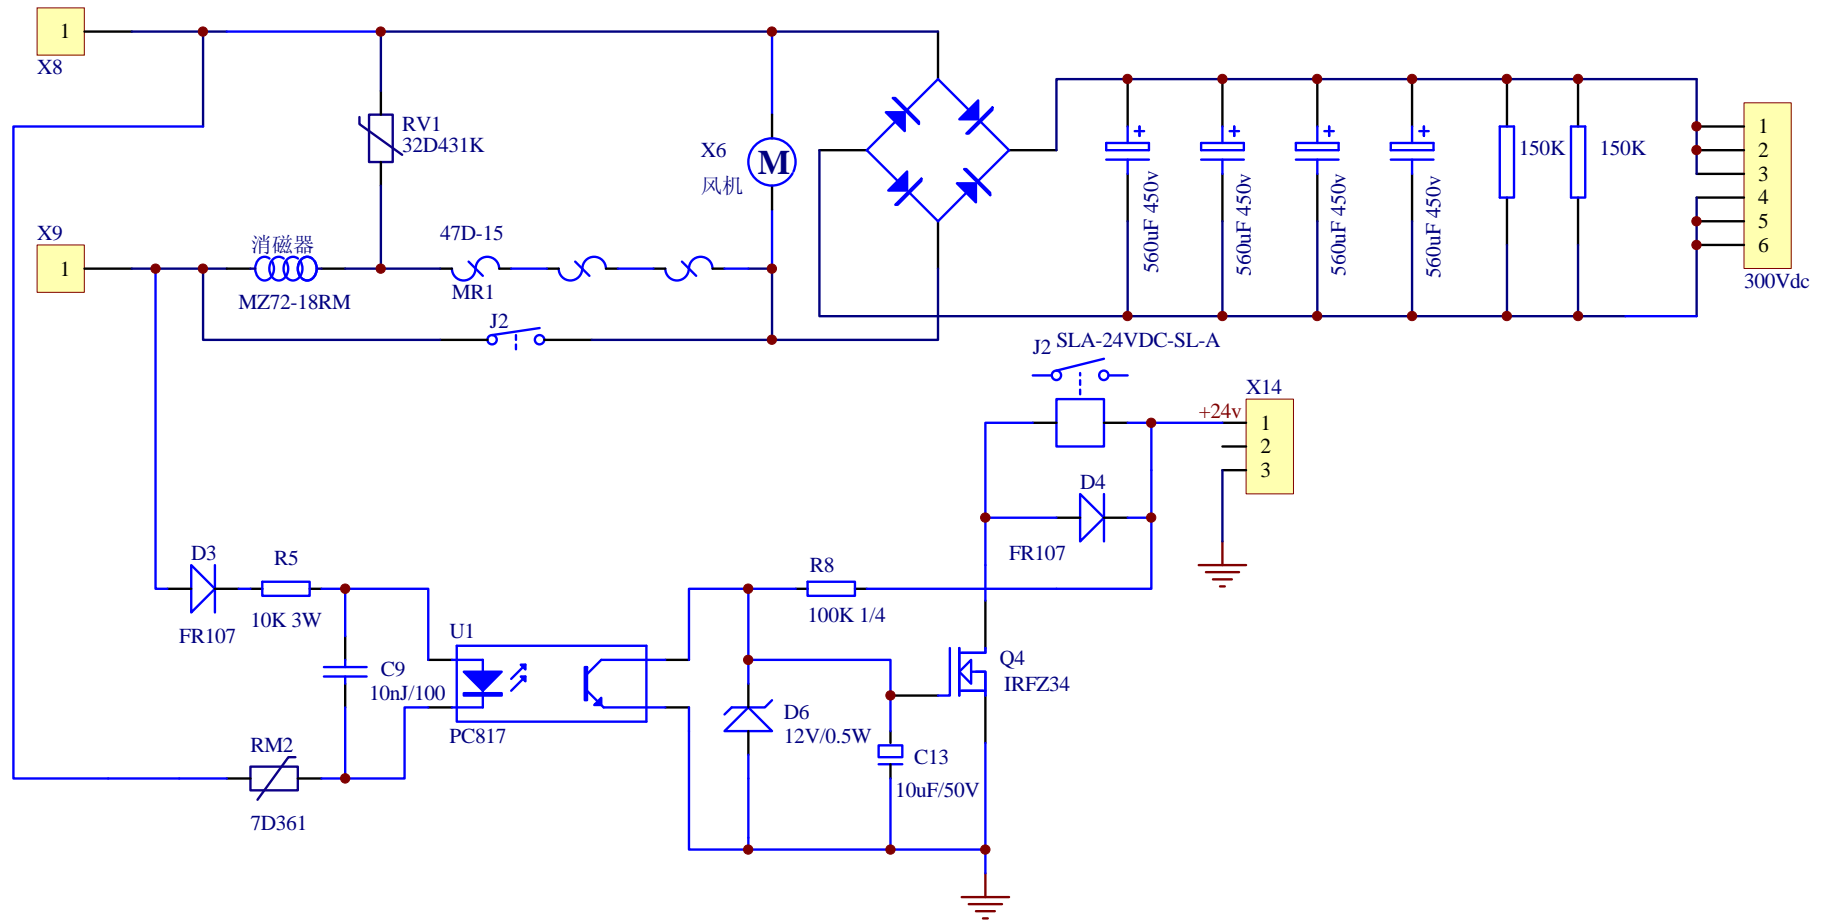 1
X8
RV1
32D431K
X6
M
风机
+
+
+
+
560uF 450v
560uF 450v
560uF 450v
560uF 450v
150K
150K
1
2
3
4
5
6
300Vdc
X9
1
消磁器
MZ72-18RM
47D-15
MR1
J2
J2
SLA-24VDC-SL-A
X14
+24v
1
2
3
D4
FR107
D3
FR107
R5
10K 3W
C9
10nJ/100
U1
PC817
R8
100K 1/4
Q4
IRFZ34
D6
12V/0.5W
C13
10uF/50V
RM2
7D361